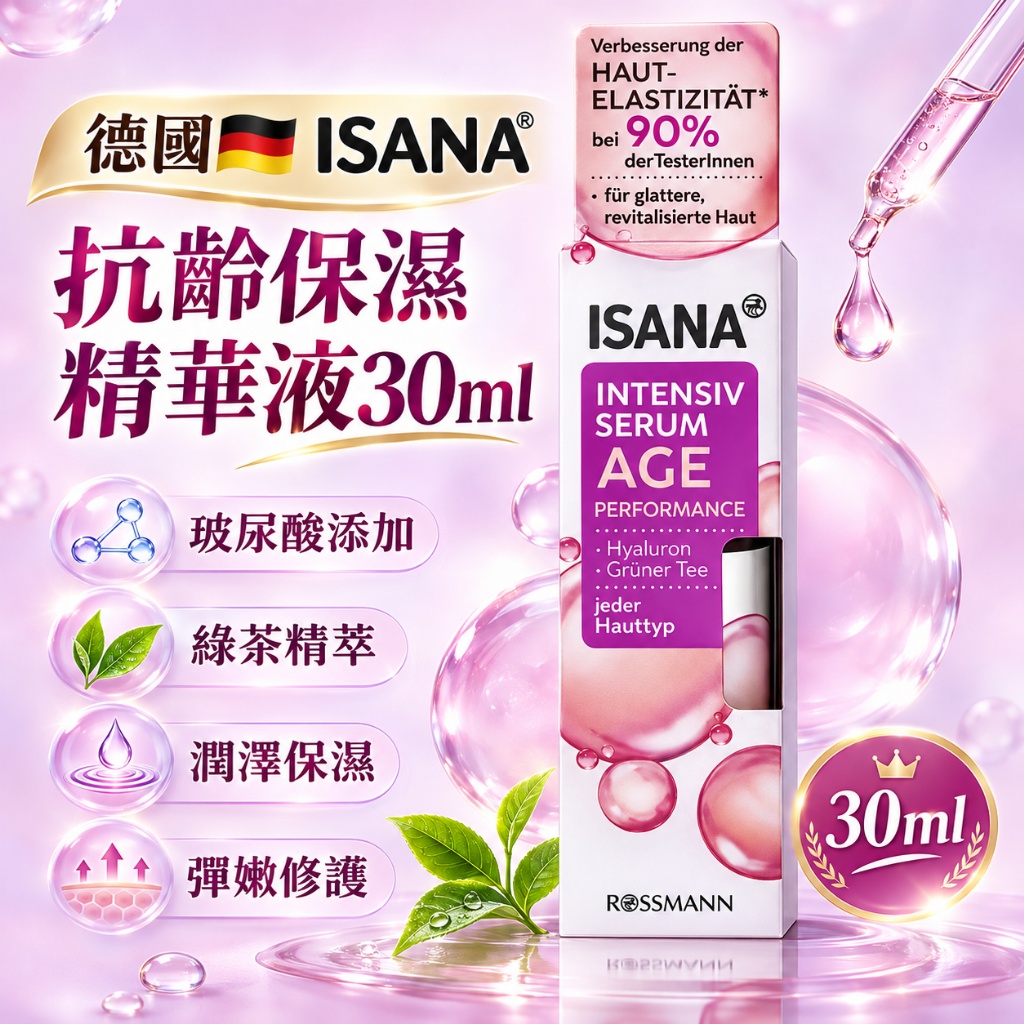 德國 ISANA®
抗齡保濕
精華液30ml
玻尿酸添加
綠茶精萃
潤澤保濕
彈嫩修護
Verbesserung der
HAUT-
ELASTIZITÄT*
bei 90%
derTesterInnen
• für glattere,
revitalisierte Haut
ISANA
INTENSIV
SERUM
AGE
PERFORMANCE
• Hyaluron
• Grüner Tee
jeder
Hauttyp
ROSSMANN
30ml